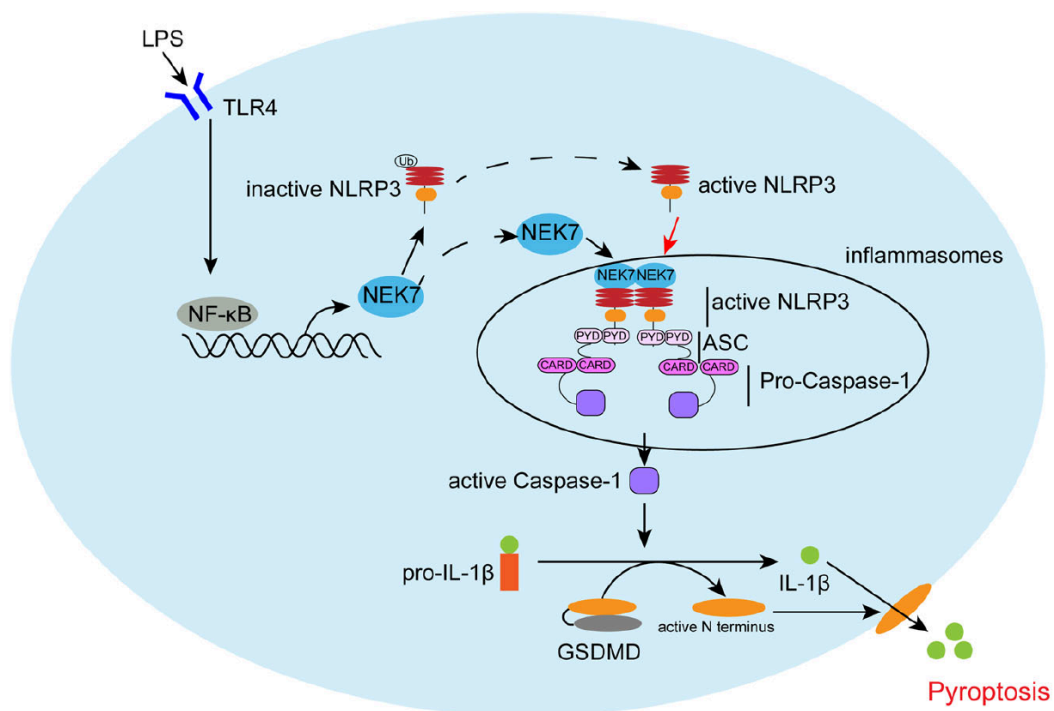 LPS
TLR4
Ub
inactive NLRP3
active NLRP3
NEK7
NEK7
inflammasomes
NEK7 NEK7
active NLRP3
NF-κB
PYD PYD PYD PYD
ASC
CARD CARD CARD CARD
Pro-Caspase-1
active Caspase-1
pro-IL-1β
IL-1β
active N terminus
GSDMD
Pyroptosis